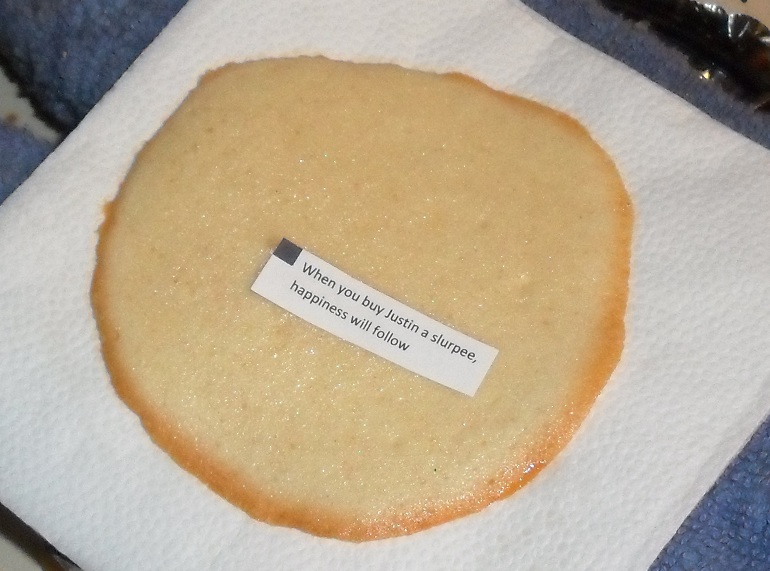 When you buy Justin a slurpee,
happiness will follow